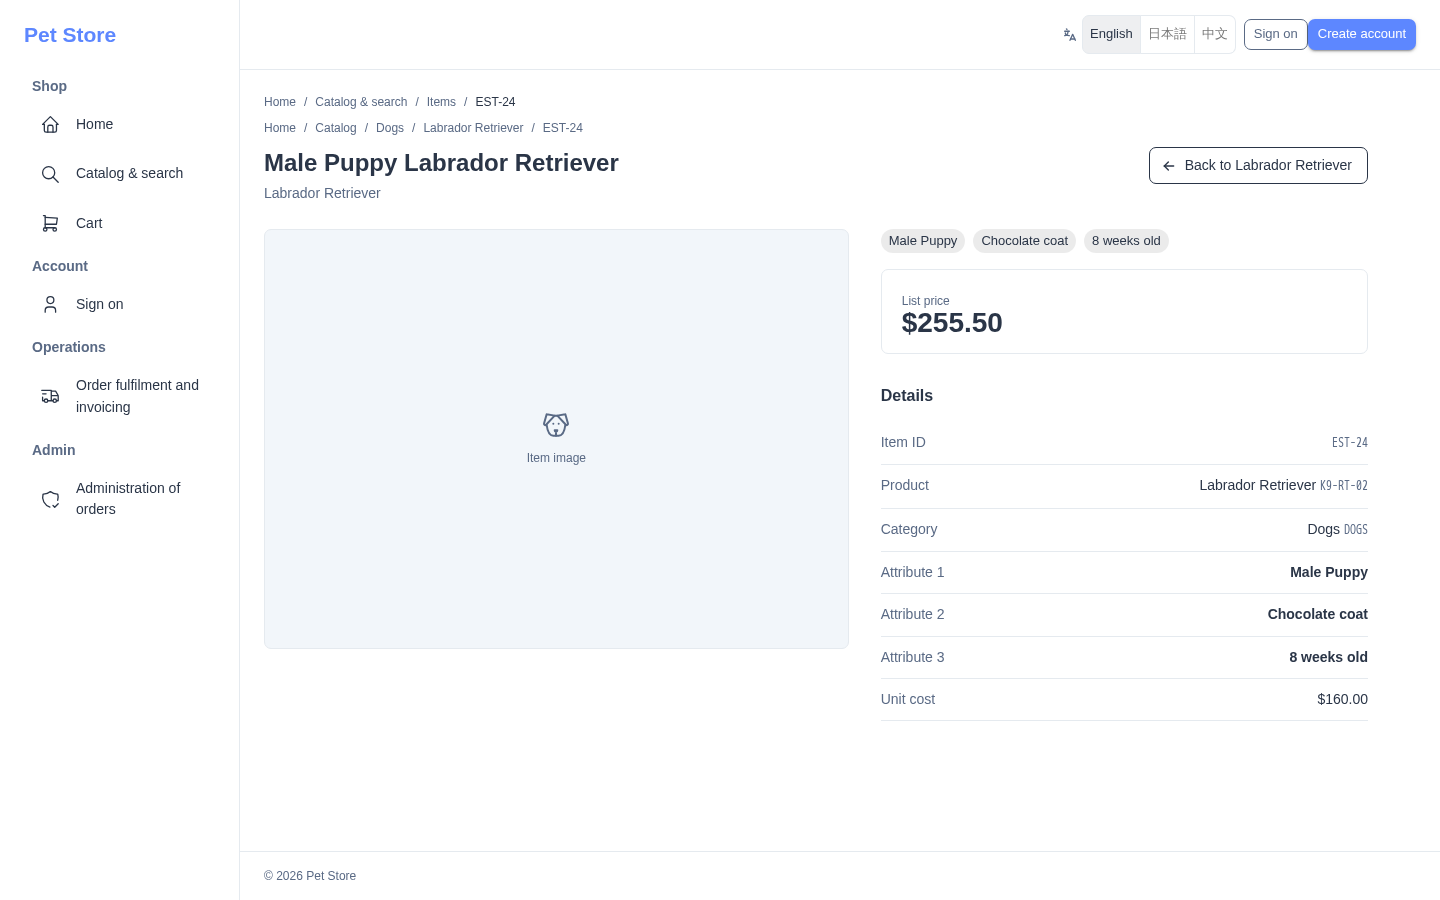 Pet Store
English
日本語
中文
Sign on
Create account
Shop
Home
Catalog & search
Cart
Account
Sign on
Operations
Order fulfilment and
invoicing
Admin
Administration of
orders
Home / Catalog & search / Items / EST-24
Home / Catalog / Dogs / Labrador Retriever / EST-24
Male Puppy Labrador Retriever
Labrador Retriever
Back to Labrador Retriever
Item image
Male Puppy
Chocolate coat
8 weeks old
List price
$255.50
Details
Item ID EST-24
Product Labrador Retriever K9-RT-02
Category Dogs DOGS
Attribute 1 Male Puppy
Attribute 2 Chocolate coat
Attribute 3 8 weeks old
Unit cost $160.00
© 2026 Pet Store